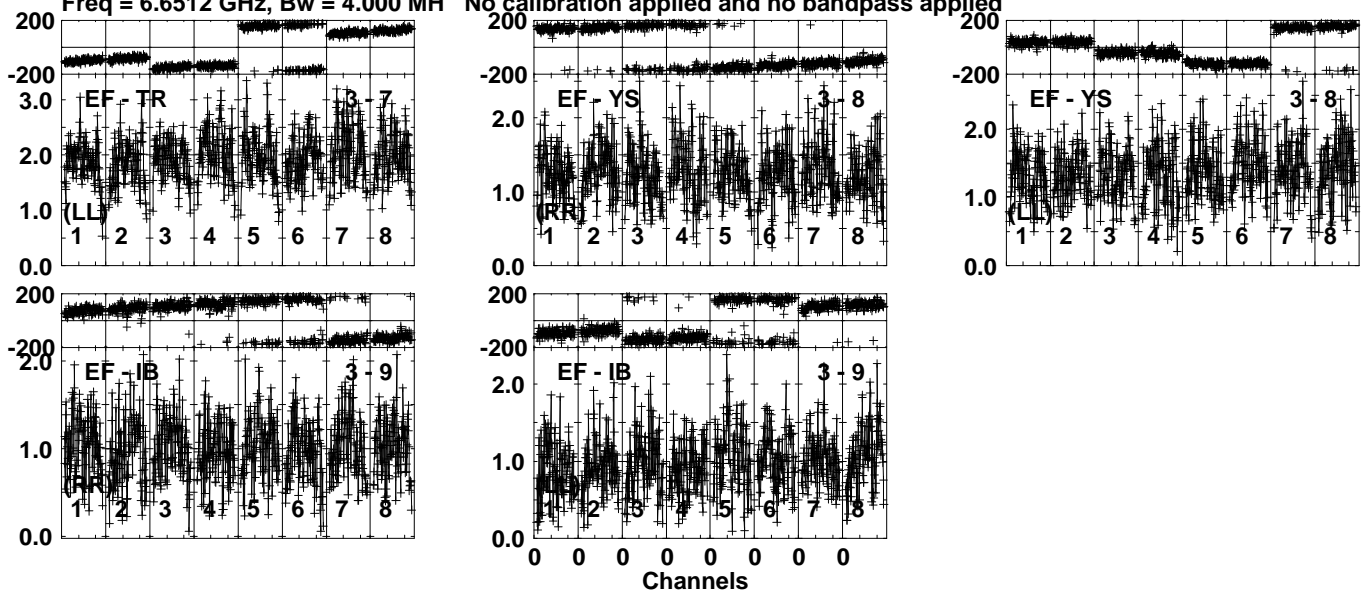 Freq = 6.6512 GHz, Bw = 4.000 MH No calibration applied and no bandpass applied
200
-200
EF - TR 3 - 7
3.0
2.0
1.0
(LL)
1 2 3 4 5 6 7 8
0.0
200
-200
EF - YS 3 - 8
2.0
1.0
(RR)
1 2 3 4 5 6 7 8
0.0
200
-200
EF - YS 3 - 8
2.0
1.0
(LL)
1 2 3 4 5 6 7 8
0.0
200
-200
2.0
EF - IB 3 - 9
1.0
(RR)
1 2 3 4 5 6 7 8
0.0
200
-200
EF - IB 3 - 9
2.0
1.0
1 2 3 4 5 6 7 8
0.0
0 0 0 0 0 0 0 0
Channels